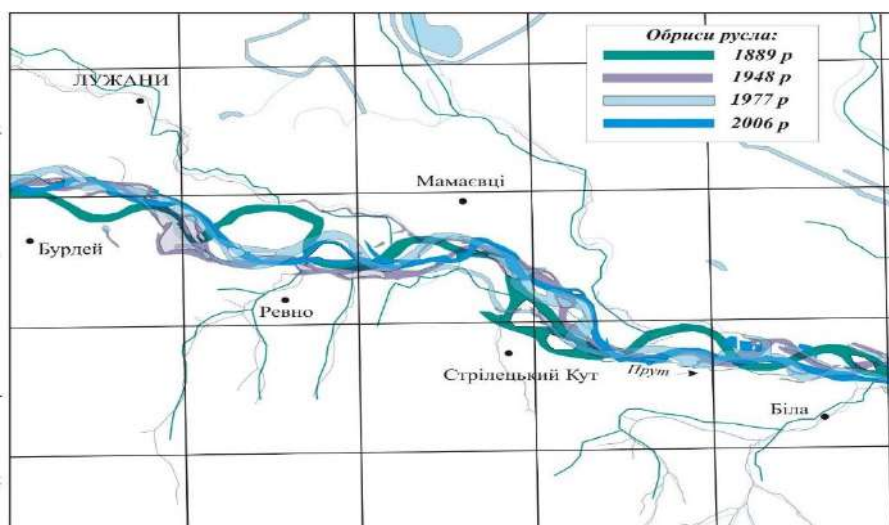 Обриси русла:
1889 р
1948 р
1977 р
2006 р
ЛУЖАНИ
Мамаєвці
Бурдей
Ревно
Стрілецький Кут
Прут
Біла